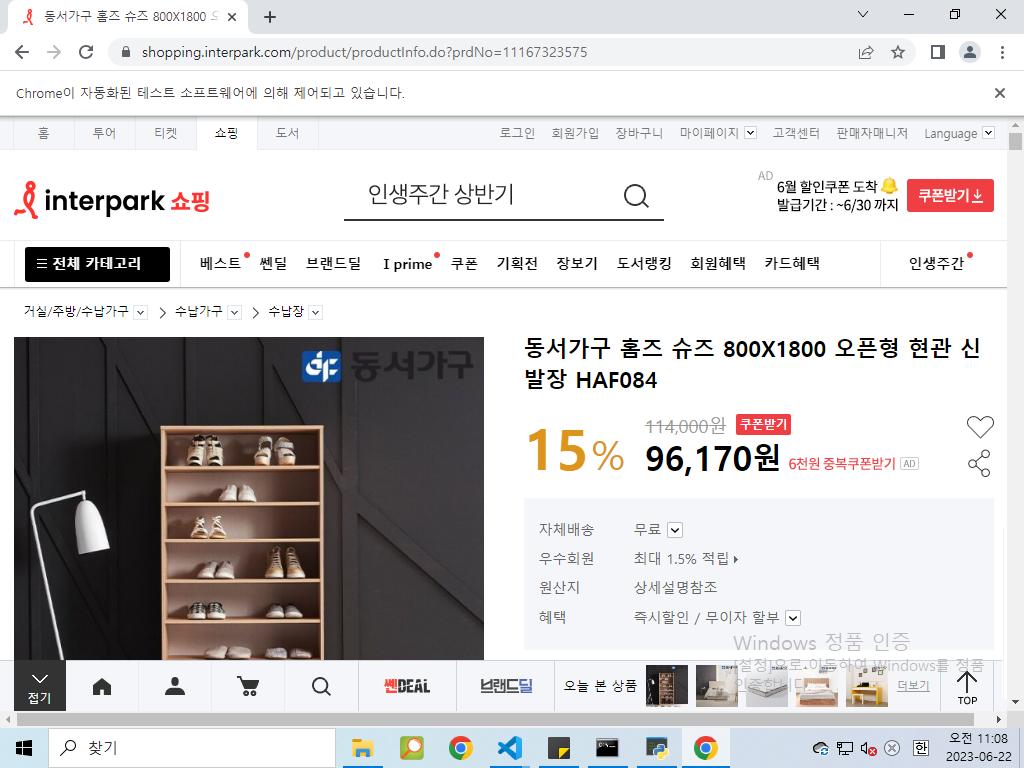 동서가구 홈즈 슈즈 800X1800 오
shopping.interpark.com/product/productInfo.do?prdNo=11167323575
Chrome이 자동화된 테스트 소프트웨어에 의해 제어되고 있습니다.
홈 투어 티켓 쇼핑 도서 로그인 회원가입 장바구니 마이페이지 고객센터 판매자매니저 Language
interpark 쇼핑
인생주간 상반기
AD
6월 할인쿠폰 도착
발급기간 : ~6/30 까지
쿠폰받기
전체 카테고리 베스트 쎈딜 브랜드딜 I prime 쿠폰 기획전 장보기 도서랭킹 회원혜택 카드혜택 인생주간
거실/주방/수납가구 수납가구 수납장
동서가구
동서가구 홈즈 슈즈 800X1800 오픈형 현관 신
발장 HAF084
15%
114,000원 쿠폰받기
96,170원 6천원 중복쿠폰받기 AD
자체배송 무료
우수회원 최대 1.5% 적립
원산지 상세설명참조
혜택 즉시할인 / 무이자 할부
Windows 정품 인증
[설정]으로 이동하여 Windows를 정품
인증합니다.
접기
쎈DEAL 브랜드딜 오늘 본 상품 더보기 TOP
찾기
한
오전 11:08
2023-06-22